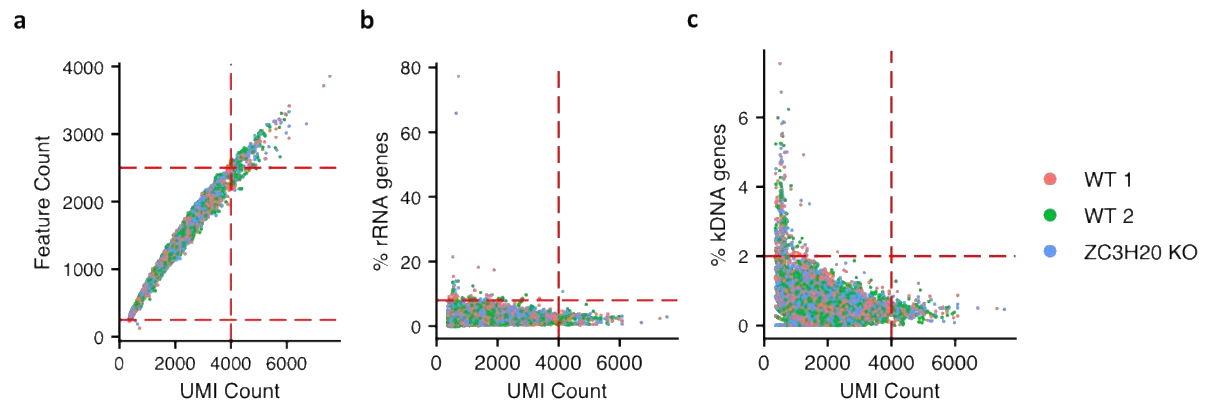 a
b
c
4000
3000
2000
1000
0
Feature Count
0
2000
4000
6000
UMI Count
80
60
40
20
0
% rRNA genes
0
2000
4000
6000
UMI Count
6
4
2
0
% kDNA genes
0
2000
4000
6000
UMI Count
WT 1
WT 2
ZC3H20 KO